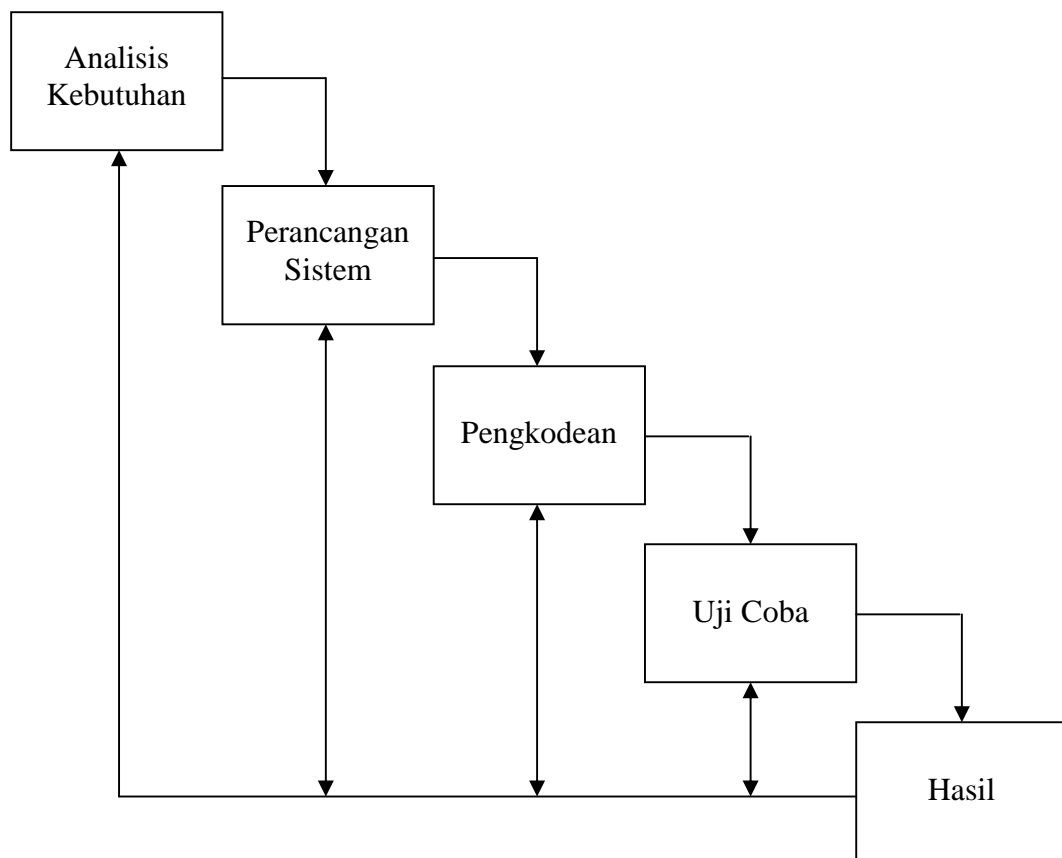 Analisis
Kebutuhan
Perancangan
Sistem
Pengkodean
Uji Coba
Hasil